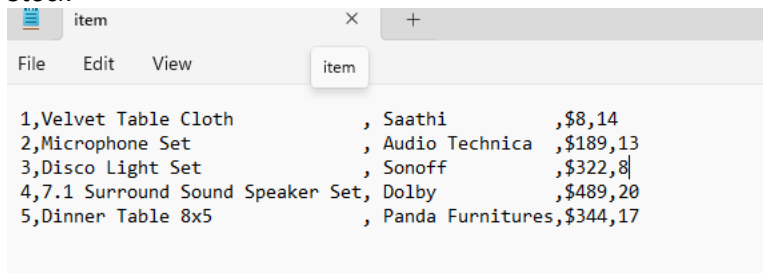 item × +
File Edit View
item
1,Velvet Table Cloth , Saathi ,$8,14
2,Microphone Set , Audio Technica ,$189,13
3,Disco Light Set , Sonoff ,$322,8
4,7.1 Surround Sound Speaker Set, Dolby ,$489,20
5,Dinner Table 8x5 , Panda Furnitures,$344,17